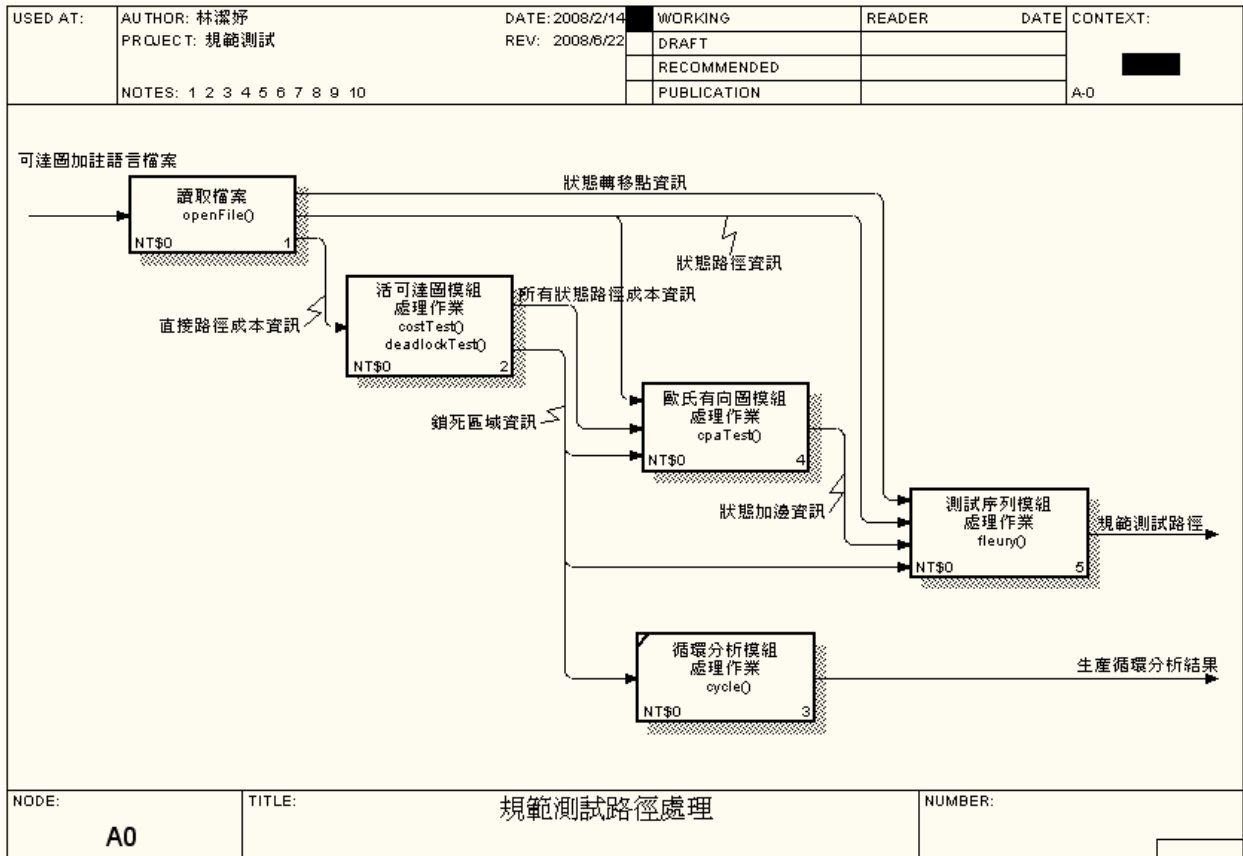 USED AT:
AUTHOR: 林潔妤
DATE: 2008/2/14
WORKING
READER
DATE
CONTEXT:
PROJECT: 規範測試
REV: 2008/6/22
DRAFT
RECOMMENDED
NOTES: 1 2 3 4 5 6 7 8 9 10
PUBLICATION
A-0
可達圖加註語言檔案
讀取檔案
openFile()
NT$0 1
狀態轉移點資訊
狀態路徑資訊
直接路徑成本資訊
活可達圖模組
處理作業
costTest()
deadlockTest()
NT$0 2
所有狀態路徑成本資訊
鎖死區域資訊
歐氏有向圖模組
處理作業
cpaTest()
NT$0 4
狀態加邊資訊
測試序列模組
處理作業
fleury()
NT$0 5
規範測試路徑
循環分析模組
處理作業
cycle()
NT$0 3
生產循環分析結果
NODE:
A0
TITLE:
規範測試路徑處理
NUMBER: